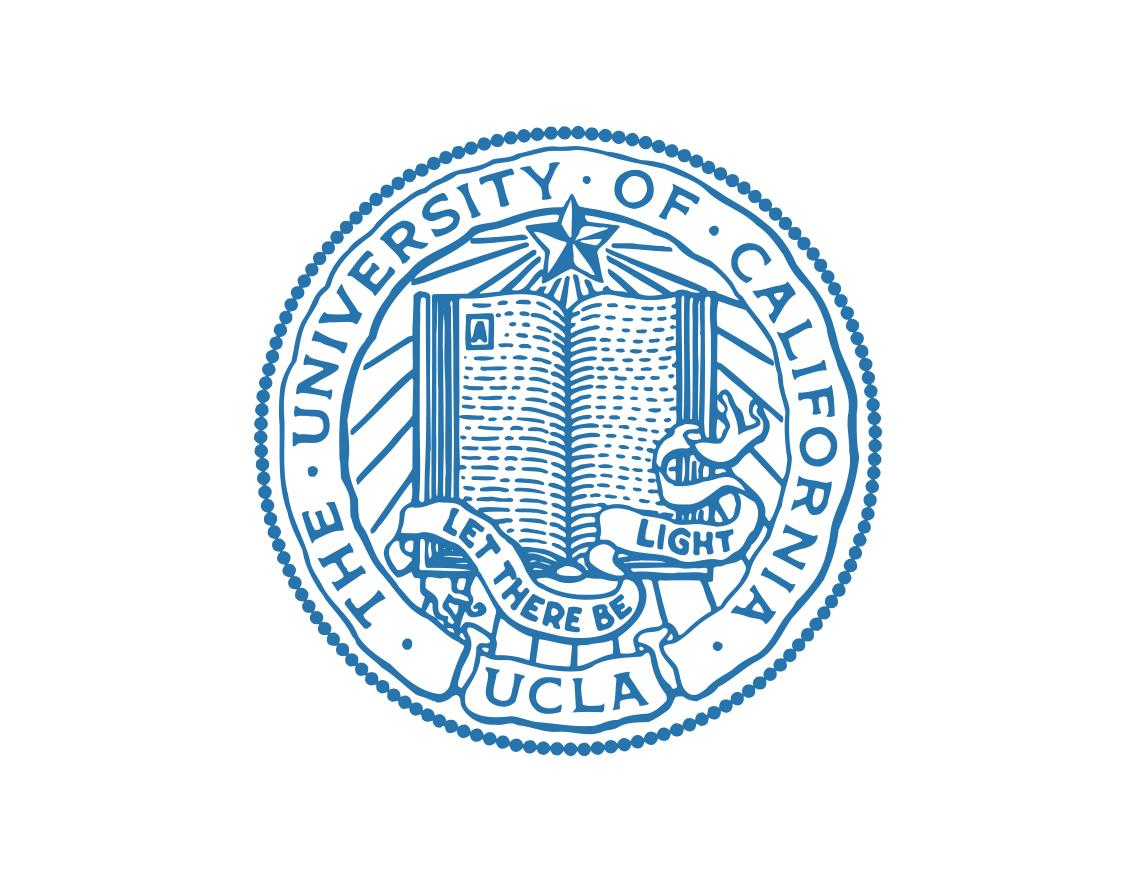 THE · UNIVERSITY · OF · CALIFORNIA
A
LET THERE BE
LIGHT
UCLA